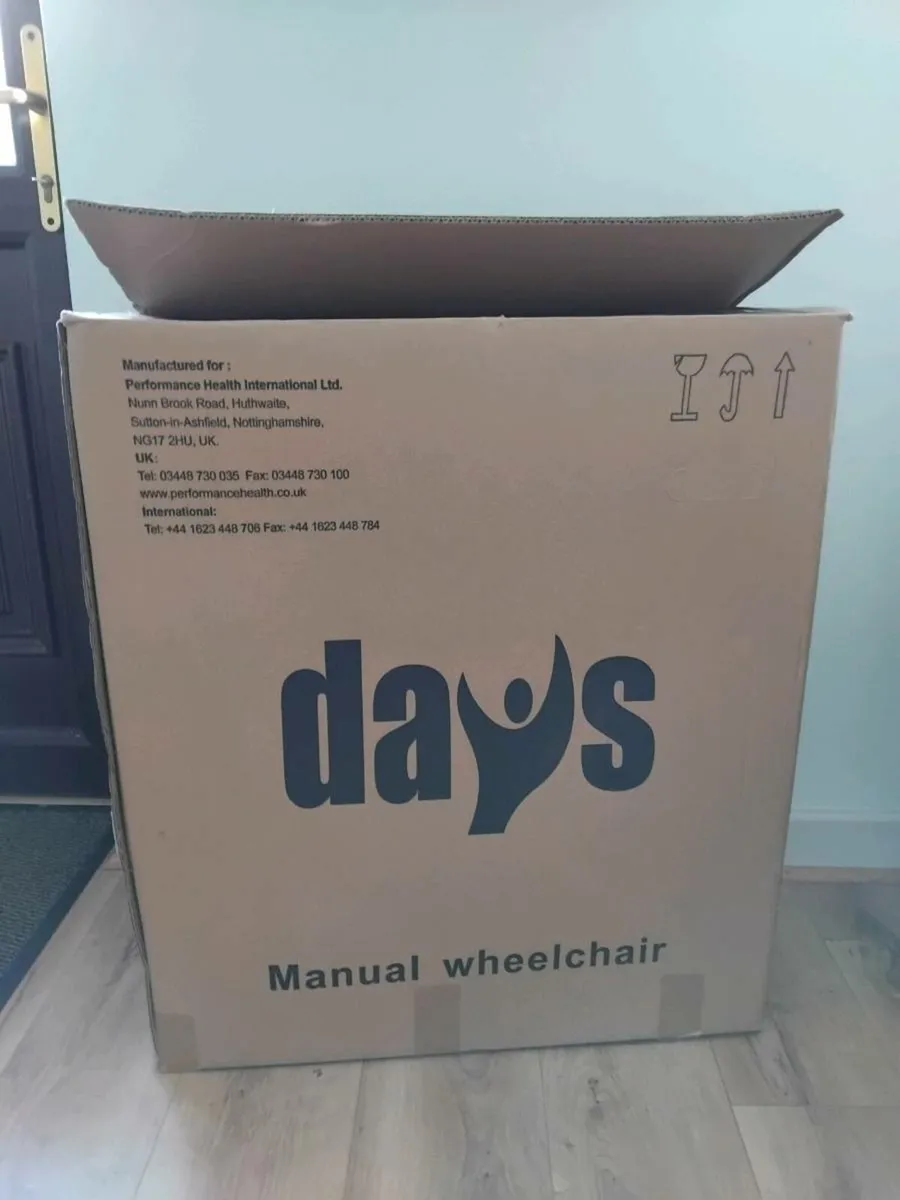 Manufactured for :
Performance Health International Ltd.
Nunn Brook Road, Huthwaite,
Sutton-in-Ashfield, Nottinghamshire,
NG17 2HU, UK.
UK:
Tel: 03448 730 035 Fax: 03448 730 100
www.performancehealth.co.uk
International:
Tel: +44 1623 448 706 Fax: +44 1623 448 784
days
Manual wheelchair